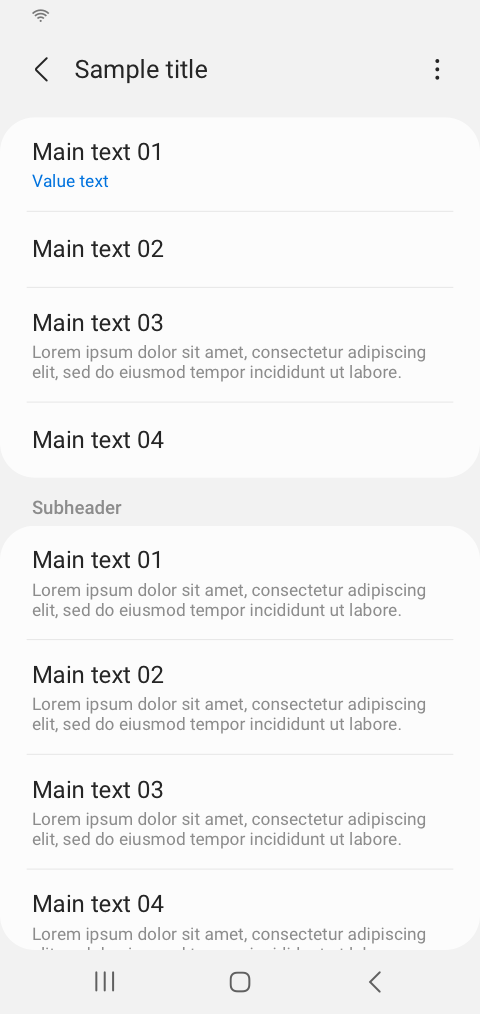 Sample title
Main text 01
Value text
Main text 02
Main text 03
Lorem ipsum dolor sit amet, consectetur adipiscing
elit, sed do eiusmod tempor incididunt ut labore.
Main text 04
Subheader
Main text 01
Lorem ipsum dolor sit amet, consectetur adipiscing
elit, sed do eiusmod tempor incididunt ut labore.
Main text 02
Lorem ipsum dolor sit amet, consectetur adipiscing
elit, sed do eiusmod tempor incididunt ut labore.
Main text 03
Lorem ipsum dolor sit amet, consectetur adipiscing
elit, sed do eiusmod tempor incididunt ut labore.
Main text 04
Lorem ipsum dolor sit amet, consectetur adipiscing